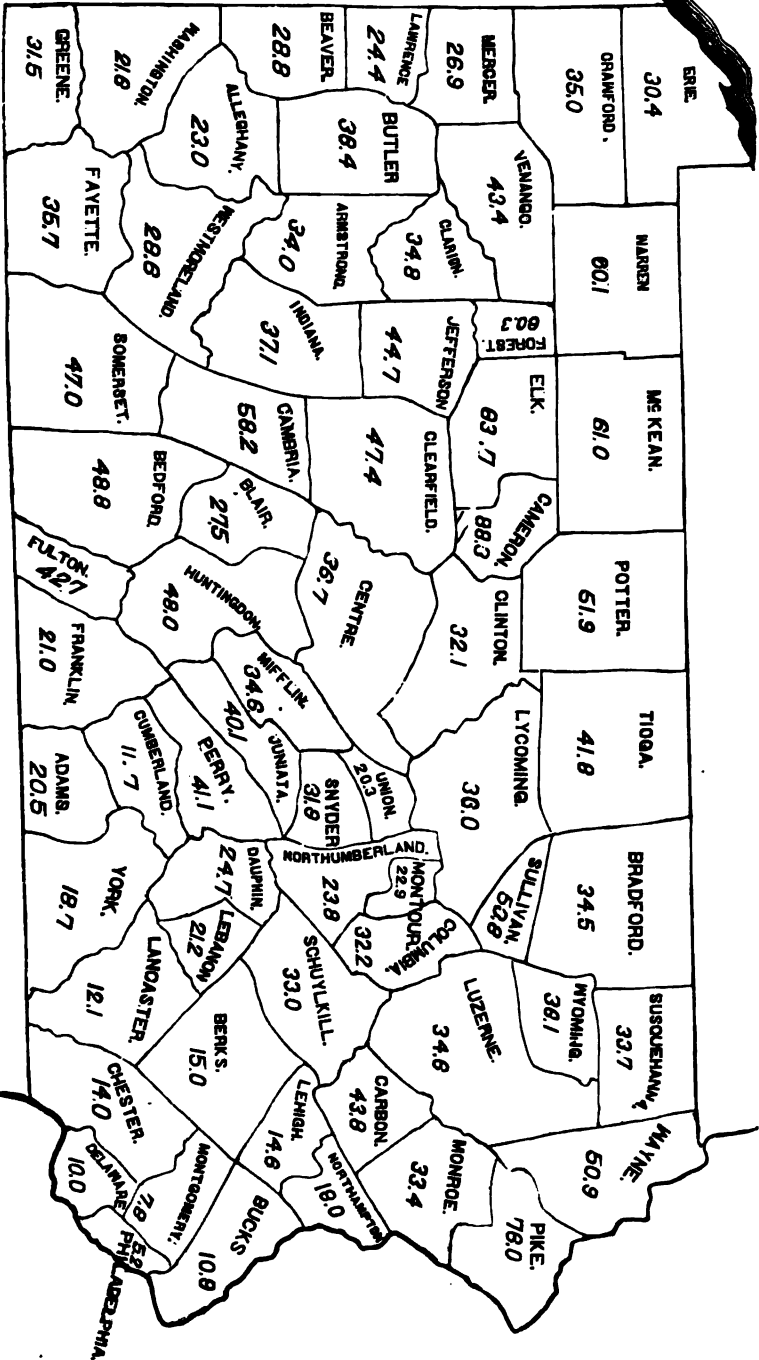 ERIE.
30.4
CRAWFORD.
35.0
MERCER.
26.9
LAWRENCE
24.4
BEAVER.
28.8
WASHINGTON.
21.8
GREENE.
31.5
WARREN
60.1
VENANGO.
43.4
BUTLER
38.4
ALLEGHANY.
23.0
FAYETTE.
35.7
CLARION.
34.8
ARMSTRONG.
34.0
WESTMORELAND.
28.6
FOREST.
60.3
MCKEAN.
61.0
ELK.
83.7
JEFFERSON
44.7
INDIANA.
37.1
SOMERSET.
47.0
CLEARFIELD.
47.4
CAMBRIA.
58.2
CAMERON.
88.3
BLAIR.
27.5
BEDFORD.
48.8
POTTER.
51.9
CLINTON.
32.1
CENTRE.
36.7
HUNTINGDON.
48.0
FULTON.
42.7
FRANKLIN.
21.0
MIFFLIN.
34.6
JUNIATA.
40.1
TIOGA.
41.8
LYCOMING.
36.0
UNION.
20.3
SNYDER
31.8
PERRY.
41.1
CUMBERLAND.
11.7
ADAMS.
20.5
BRADFORD.
34.5
SULLIVAN.
50.8
NORTHUMBERLAND.
23.8
MONTOUR.
22.9
COLUMBIA.
32.2
DAUPHIN.
24.7
LEBANON
21.2
YORK.
18.7
LANCASTER.
12.1
SUSQUEHANNA.
33.7
WYOMING.
36.1
LUZERNE.
34.6
SCHUYLKILL.
33.0
BERKS.
15.0
WAYNE.
50.9
CARBON.
43.8
LEHIGH.
14.6
CHESTER.
14.0
PIKE.
78.0
MONROE.
33.4
NORTHAMPTON
18.0
BUCKS
10.8
MONTGOMERY.
7.8
DELAWARE
10.0
PHILADELPHIA.